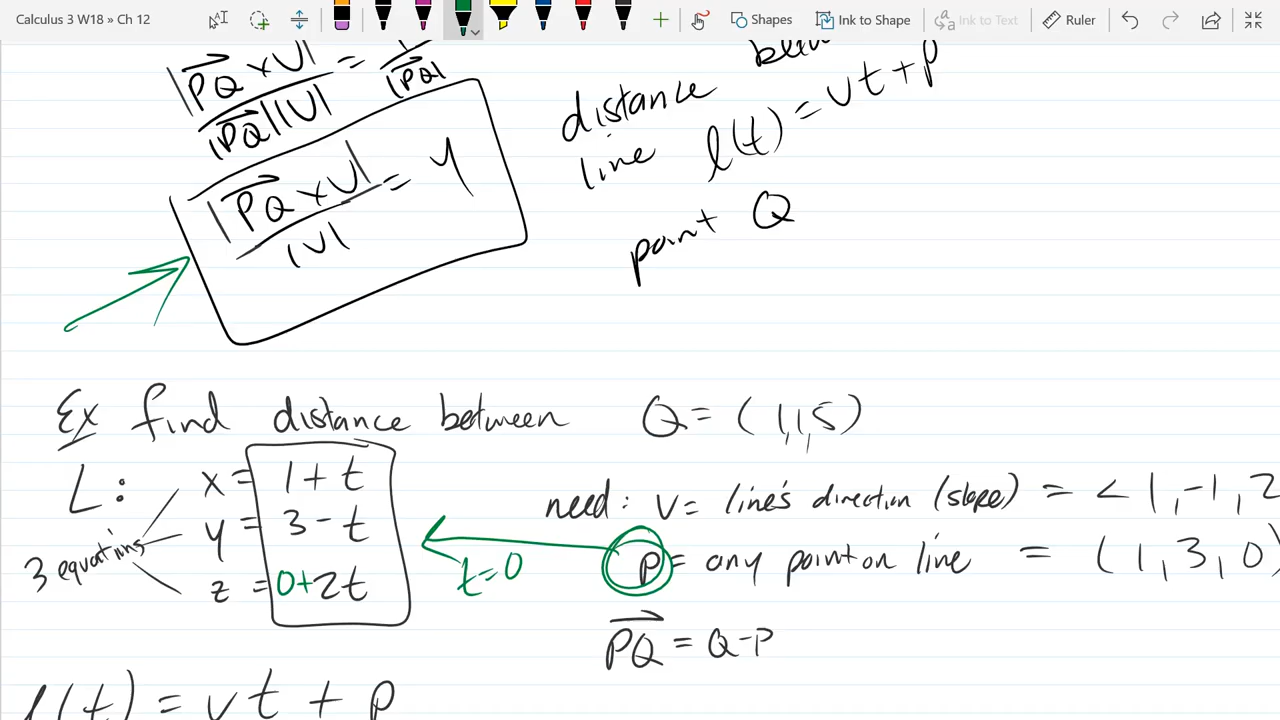 Calculus 3 W18 » Ch 12
Shapes
Ink to Shape
Ink to Text
Ruler
|PQ × V| / |PQ||V| = Y / |PQ|
|PQ × V| / |V| = Y
distance
line l(t) = vt + p
point Q
Ex find distance between Q = (1,1,5)
L: x = 1 + t
y = 3 - t
z = 0+2t
3 equations
t=0
need: v = line's direction (slope) = < 1, -1, 2
p = any point on line = (1, 3, 0)
PQ = Q-P
l(t) = vt + p